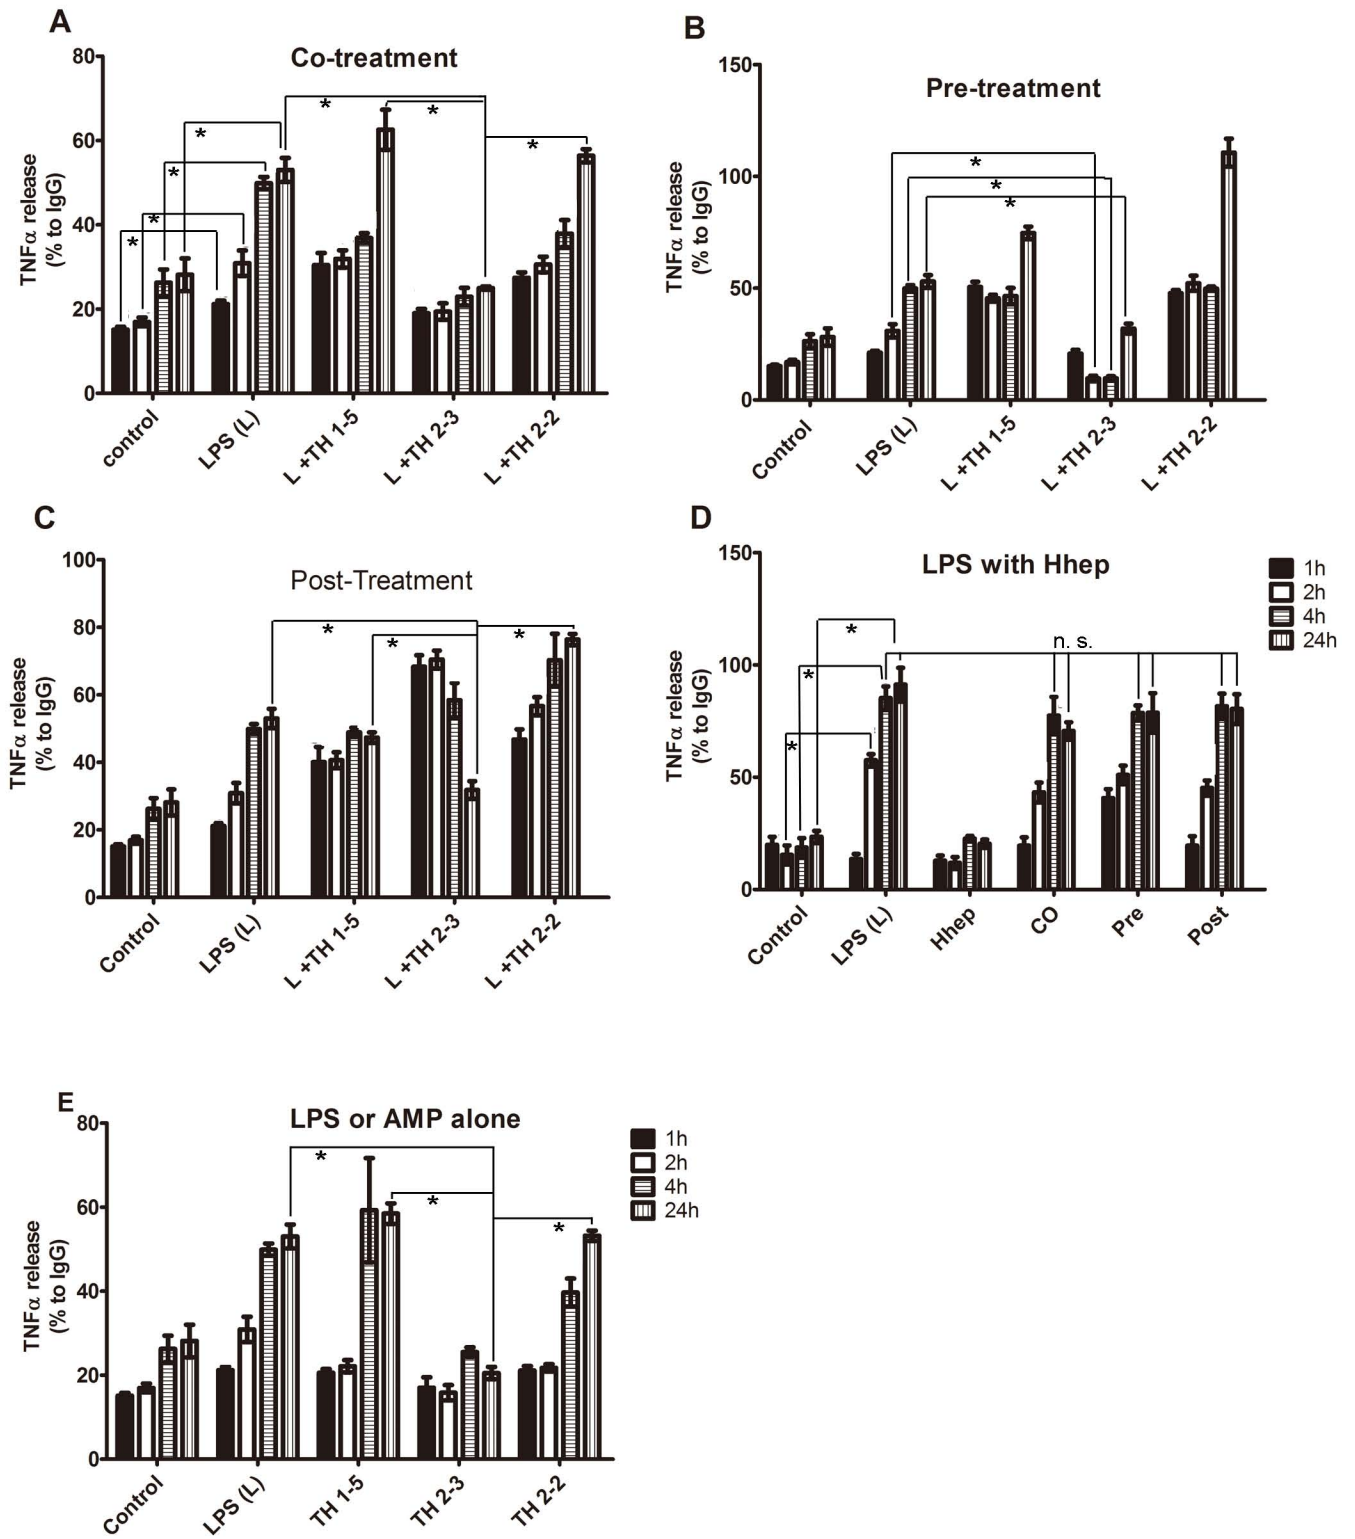 A
Co-treatment
TNFα release
(% to IgG)
80
60
40
20
0
* * * * * * *
control
LPS (L)
L +TH 1-5
L +TH 2-3
L +TH 2-2
B
Pre-treatment
TNFα release
(% to IgG)
150
100
50
0
* * *
Control
LPS (L)
L +TH 1-5
L +TH 2-3
L +TH 2-2
C
Post-Treatment
TNFα release
(% to IgG)
100
80
60
40
20
0
* * *
Control
LPS (L)
L +TH 1-5
L +TH 2-3
L +TH 2-2
D
LPS with Hhep
TNFα release
(% to IgG)
150
100
50
0
* * *
n. s.
Control
LPS (L)
Hhep
CO
Pre
Post
1h
2h
4h
24h
E
LPS or AMP alone
TNFα release
(% to IgG)
80
60
40
20
0
* * *
Control
LPS (L)
TH 1-5
TH 2-3
TH 2-2
1h
2h
4h
24h